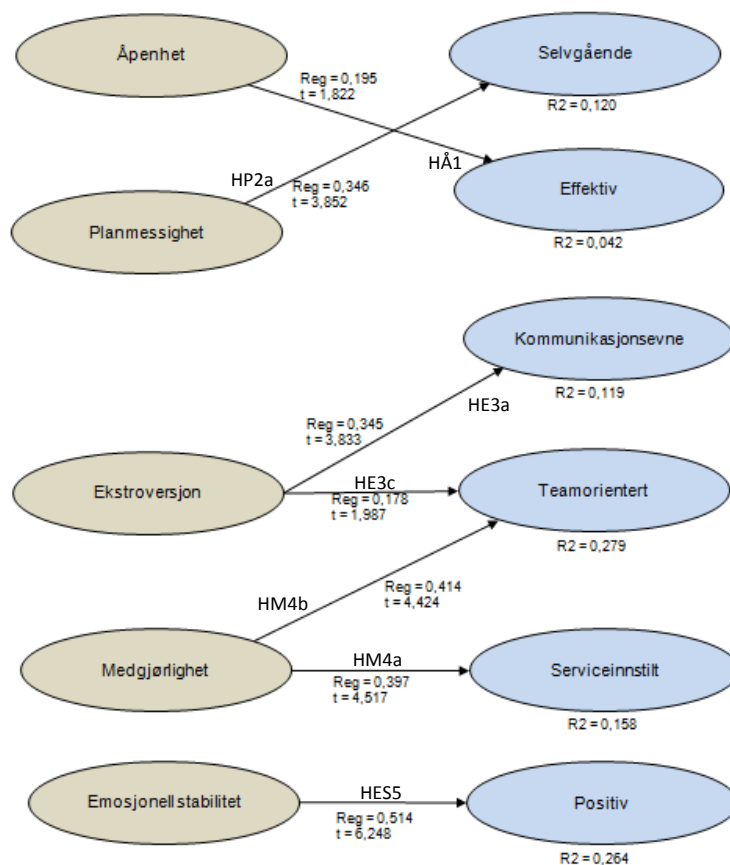 Åpenhet
Selvgående
Reg = 0,195
t = 1,822
R2 = 0,120
HÅ1
HP2a
Reg = 0,346
t = 3,852
Effektiv
Planmessighet
R2 = 0,042
Kommunikasjonsevne
R2 = 0,119
HE3a
Reg = 0,345
t = 3,833
Ekstroversjon
HE3c
Reg = 0,178
t = 1,987
Teamorientert
R2 = 0,279
Reg = 0,414
t = 4,424
HM4b
Medgjørlighet
HM4a
Reg = 0,397
t = 4,517
Serviceinnstilt
R2 = 0,158
Emosjonell stabilitet
HES5
Reg = 0,514
t = 6,248
Positiv
R2 = 0,264